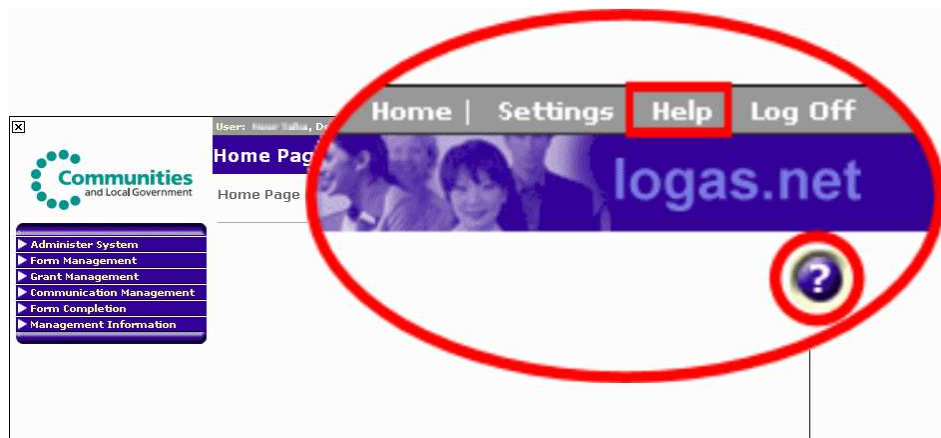 Home | Settings Help Log Off
User:
Home Pag
logas.net
Communities
and Local Government
Home Page
?
Administer System
Form Management
Grant Management
Communication Management
Form Completion
Management Information